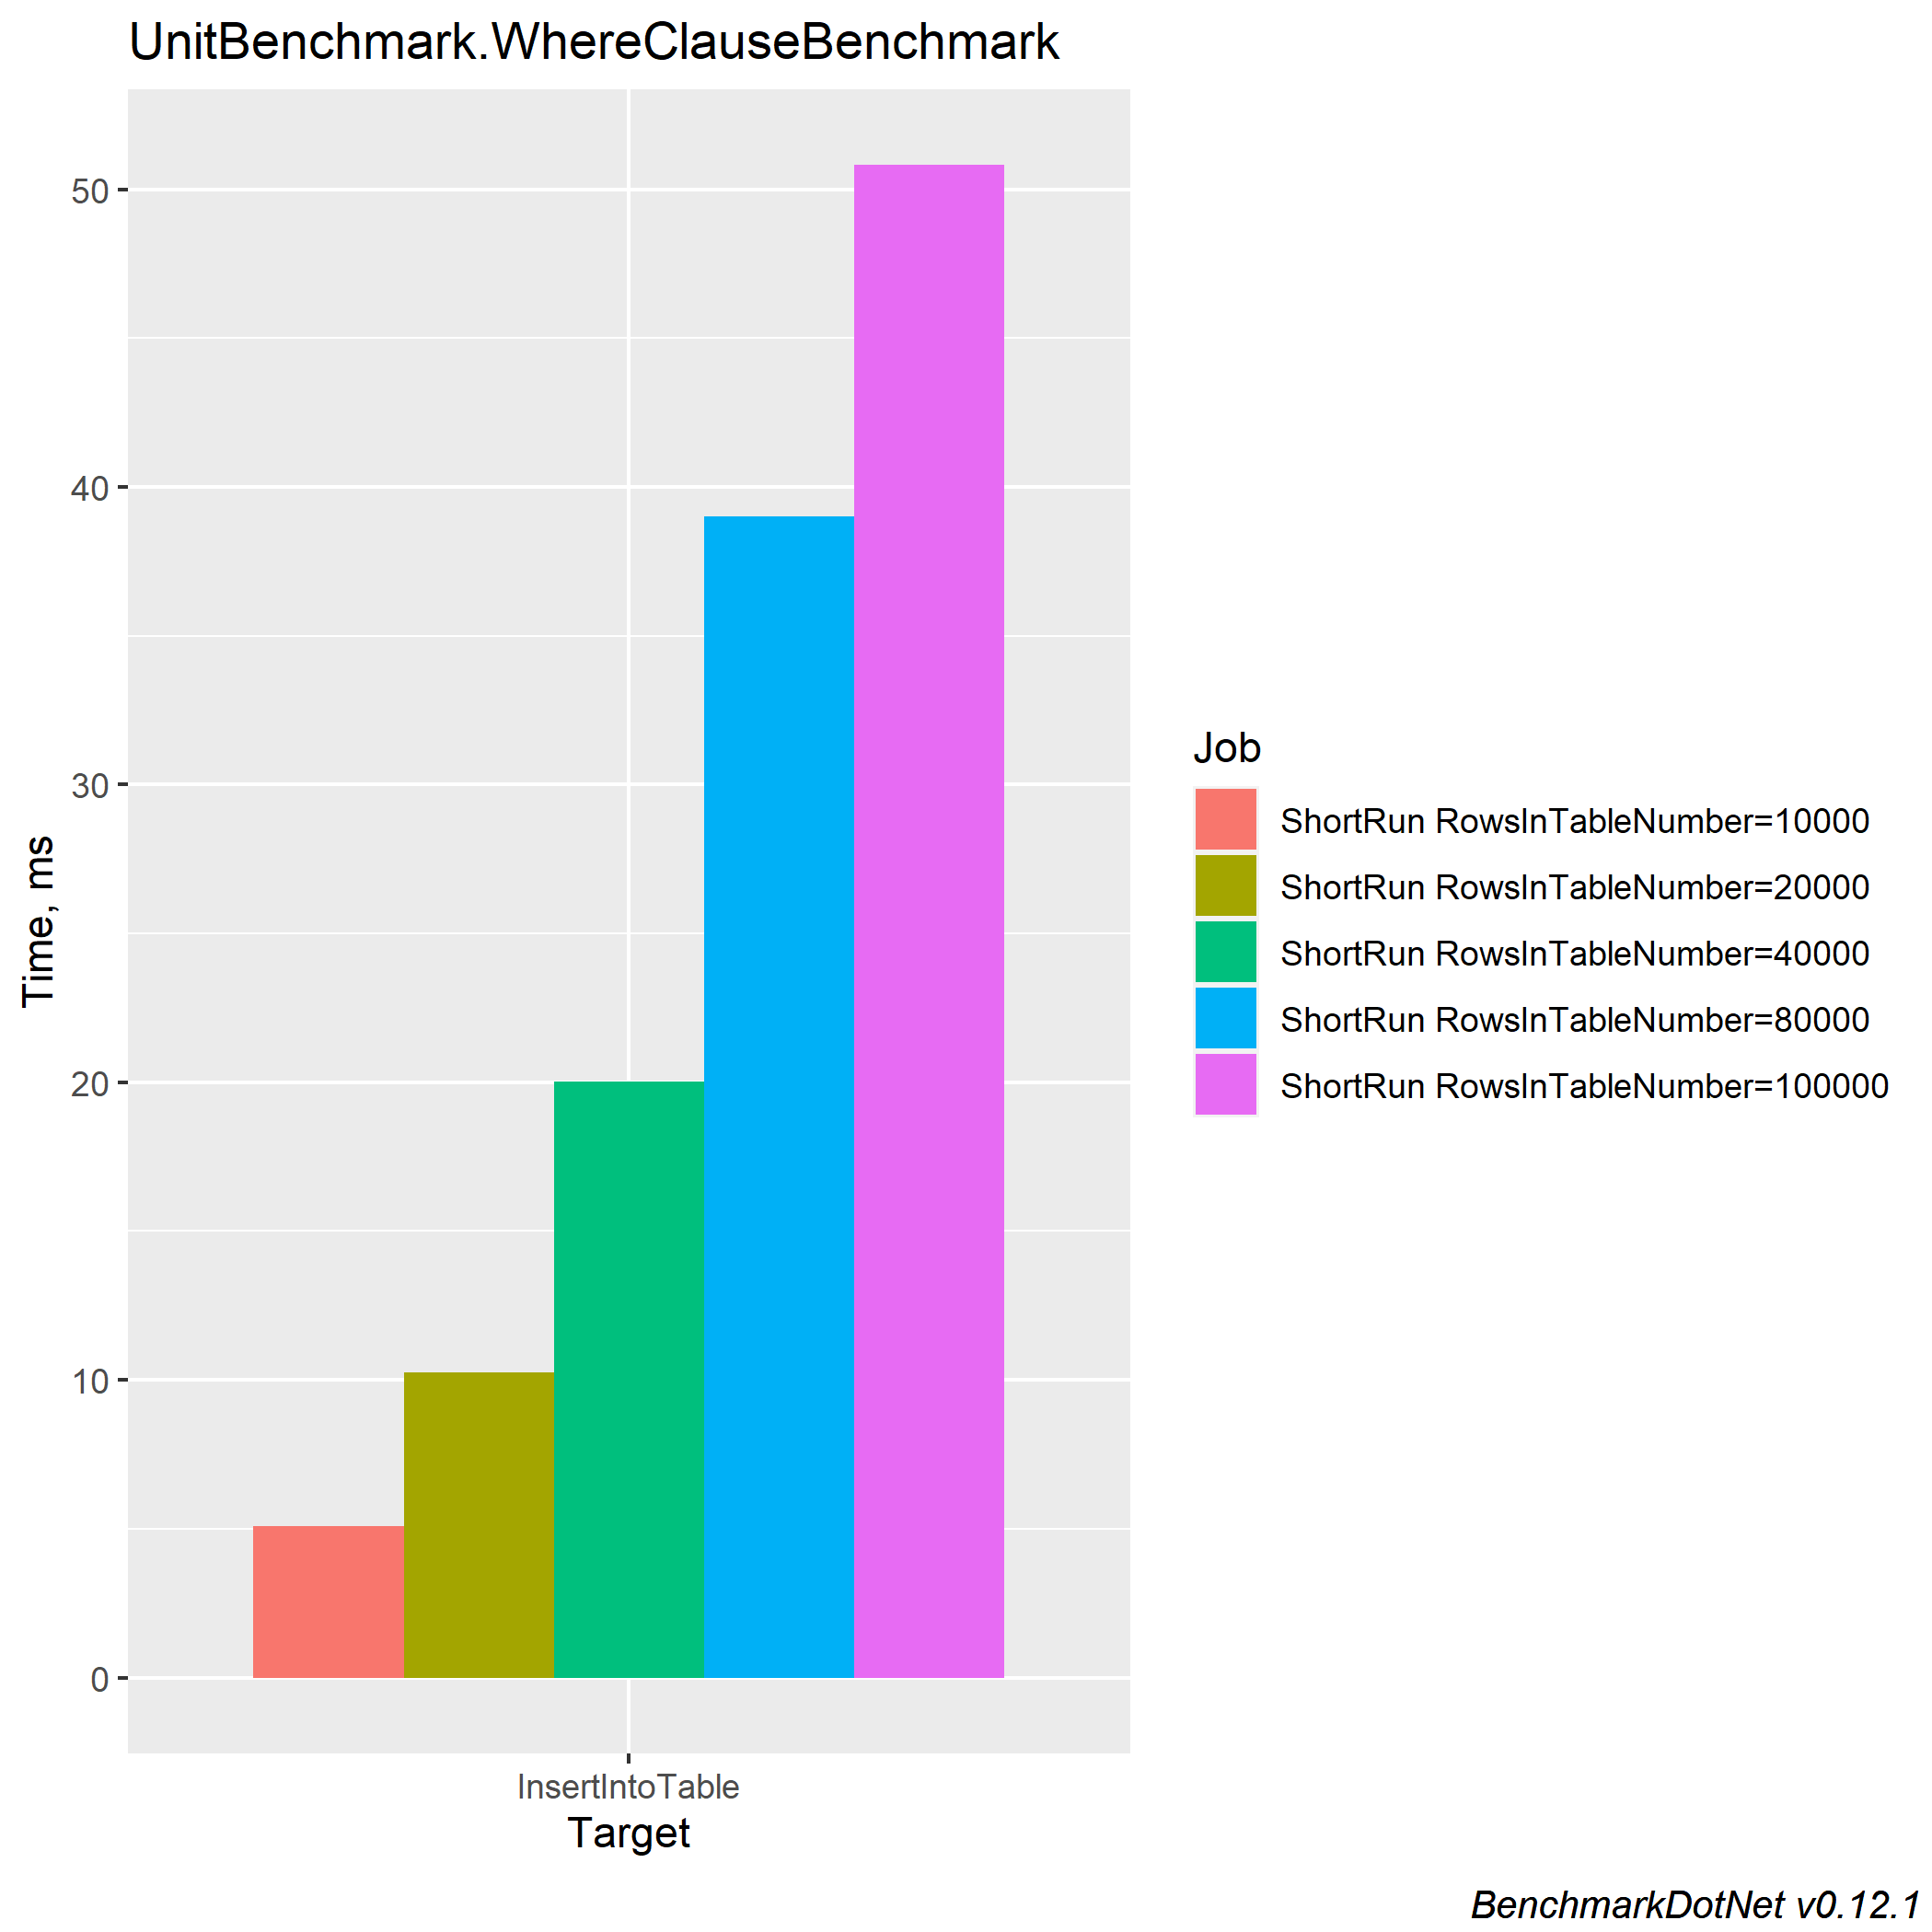 UnitBenchmark.WhereClauseBenchmark
50
40
30
20
10
0
Time, ms
InsertIntoTable
Target
Job
ShortRun RowsInTableNumber=10000
ShortRun RowsInTableNumber=20000
ShortRun RowsInTableNumber=40000
ShortRun RowsInTableNumber=80000
ShortRun RowsInTableNumber=100000
BenchmarkDotNet v0.12.1